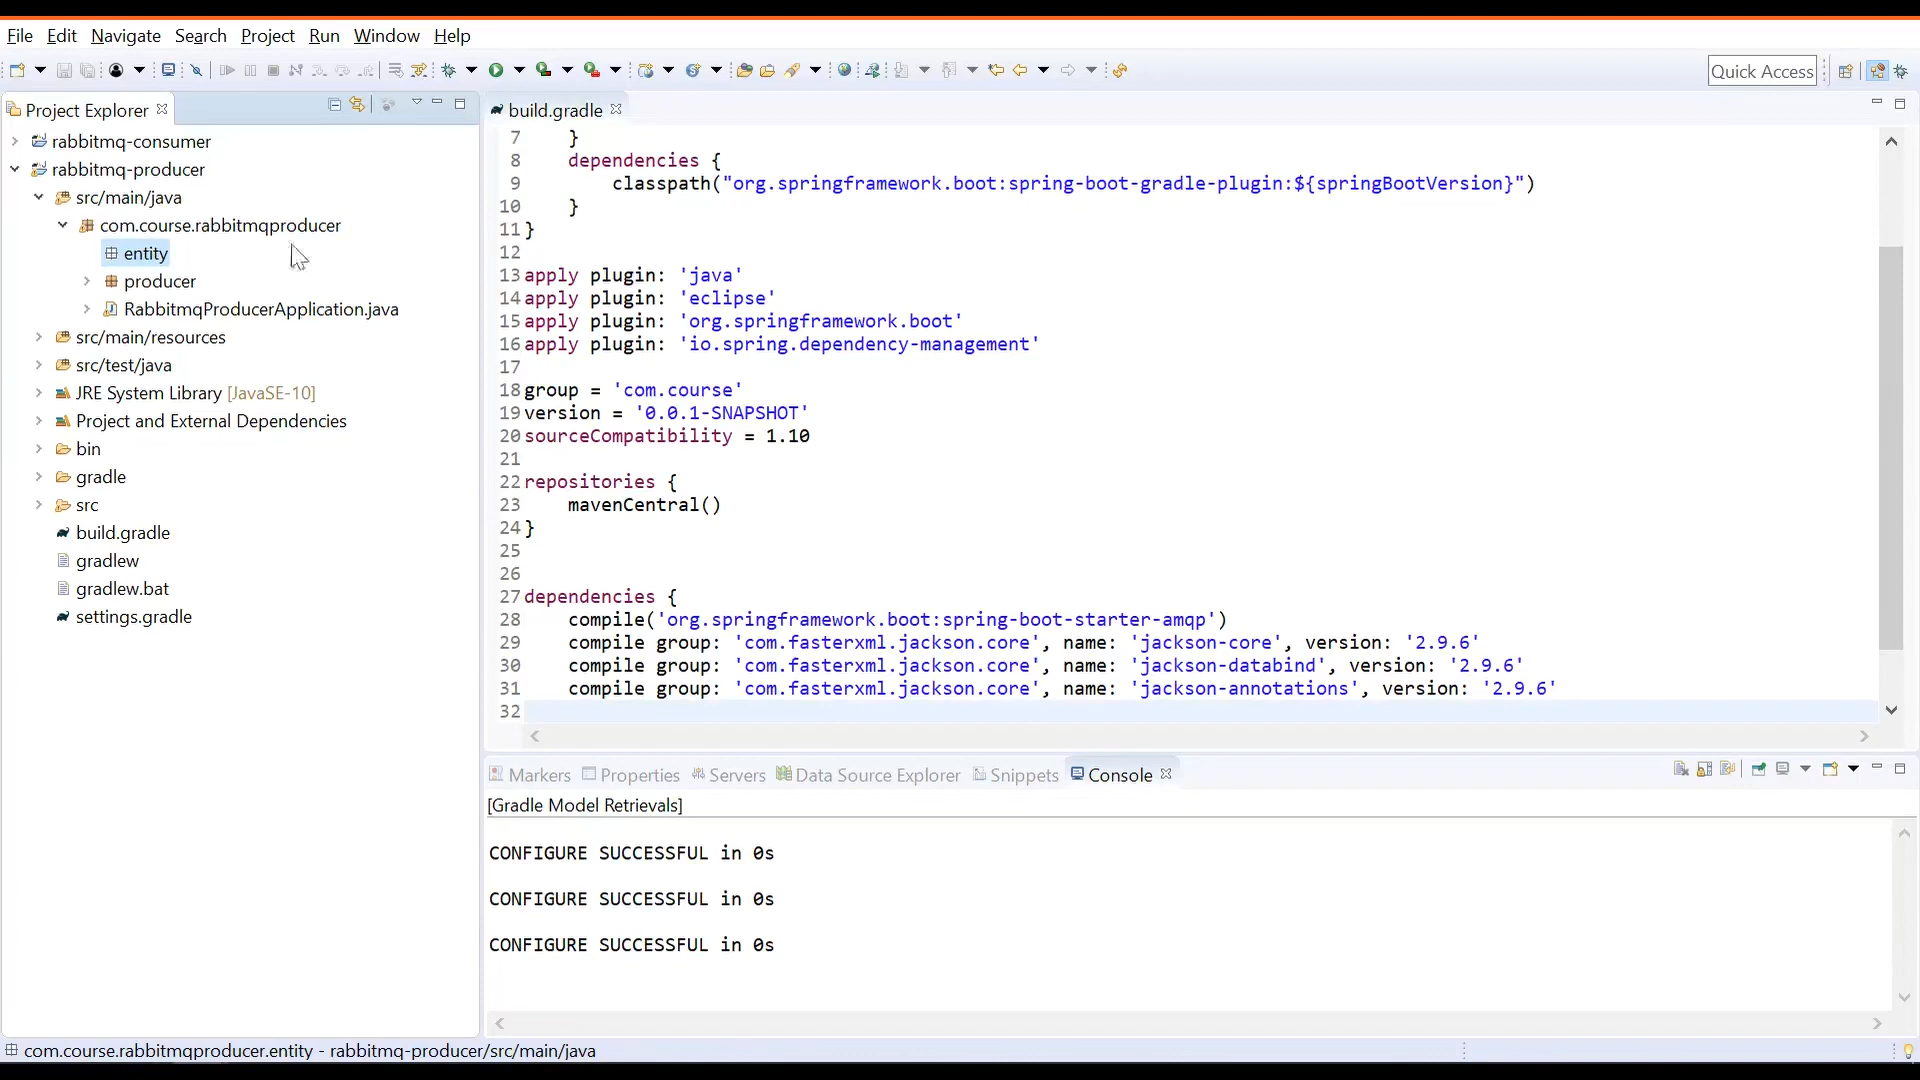 File Edit Navigate Search Project Run Window Help
Quick Access
Project Explorer
rabbitmq-consumer
rabbitmq-producer
src/main/java
com.course.rabbitmqproducer
entity
producer
RabbitmqProducerApplication.java
src/main/resources
src/test/java
JRE System Library [JavaSE-10]
Project and External Dependencies
bin
gradle
src
build.gradle
gradlew
gradlew.bat
settings.gradle
build.gradle
7 }
8 dependencies {
9 classpath("org.springframework.boot:spring-boot-gradle-plugin:${springBootVersion}")
10 }
11 }
12
13 apply plugin: 'java'
14 apply plugin: 'eclipse'
15 apply plugin: 'org.springframework.boot'
16 apply plugin: 'io.spring.dependency-management'
17
18 group = 'com.course'
19 version = '0.0.1-SNAPSHOT'
20 sourceCompatibility = 1.10
21
22 repositories {
23 mavenCentral()
24 }
25
26
27 dependencies {
28 compile('org.springframework.boot:spring-boot-starter-amqp')
29 compile group: 'com.fasterxml.jackson.core', name: 'jackson-core', version: '2.9.6'
30 compile group: 'com.fasterxml.jackson.core', name: 'jackson-databind', version: '2.9.6'
31 compile group: 'com.fasterxml.jackson.core', name: 'jackson-annotations', version: '2.9.6'
32
Markers Properties Servers Data Source Explorer Snippets Console
[Gradle Model Retrievals]
CONFIGURE SUCCESSFUL in 0s
CONFIGURE SUCCESSFUL in 0s
CONFIGURE SUCCESSFUL in 0s
com.course.rabbitmqproducer.entity - rabbitmq-producer/src/main/java